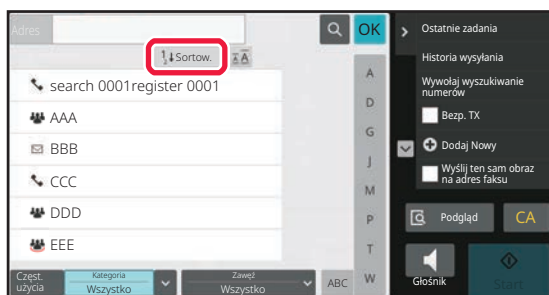 Adres
OK
Sortow.
A
search 0001register 0001
AAA
BBB
CCC
DDD
EEE
A
D
G
J
M
P
T
W
Częst.
użycia
Kategoria
Wszystko
Zawęź
Wszystko
ABC
Ostatnie zadania
Historia wysyłania
Wywołaj wyszukiwanie
numerów
Bezp. TX
Dodaj Nowy
Wyślij ten sam obraz
na adres faksu
Podgląd
CA
Głośnik
Start